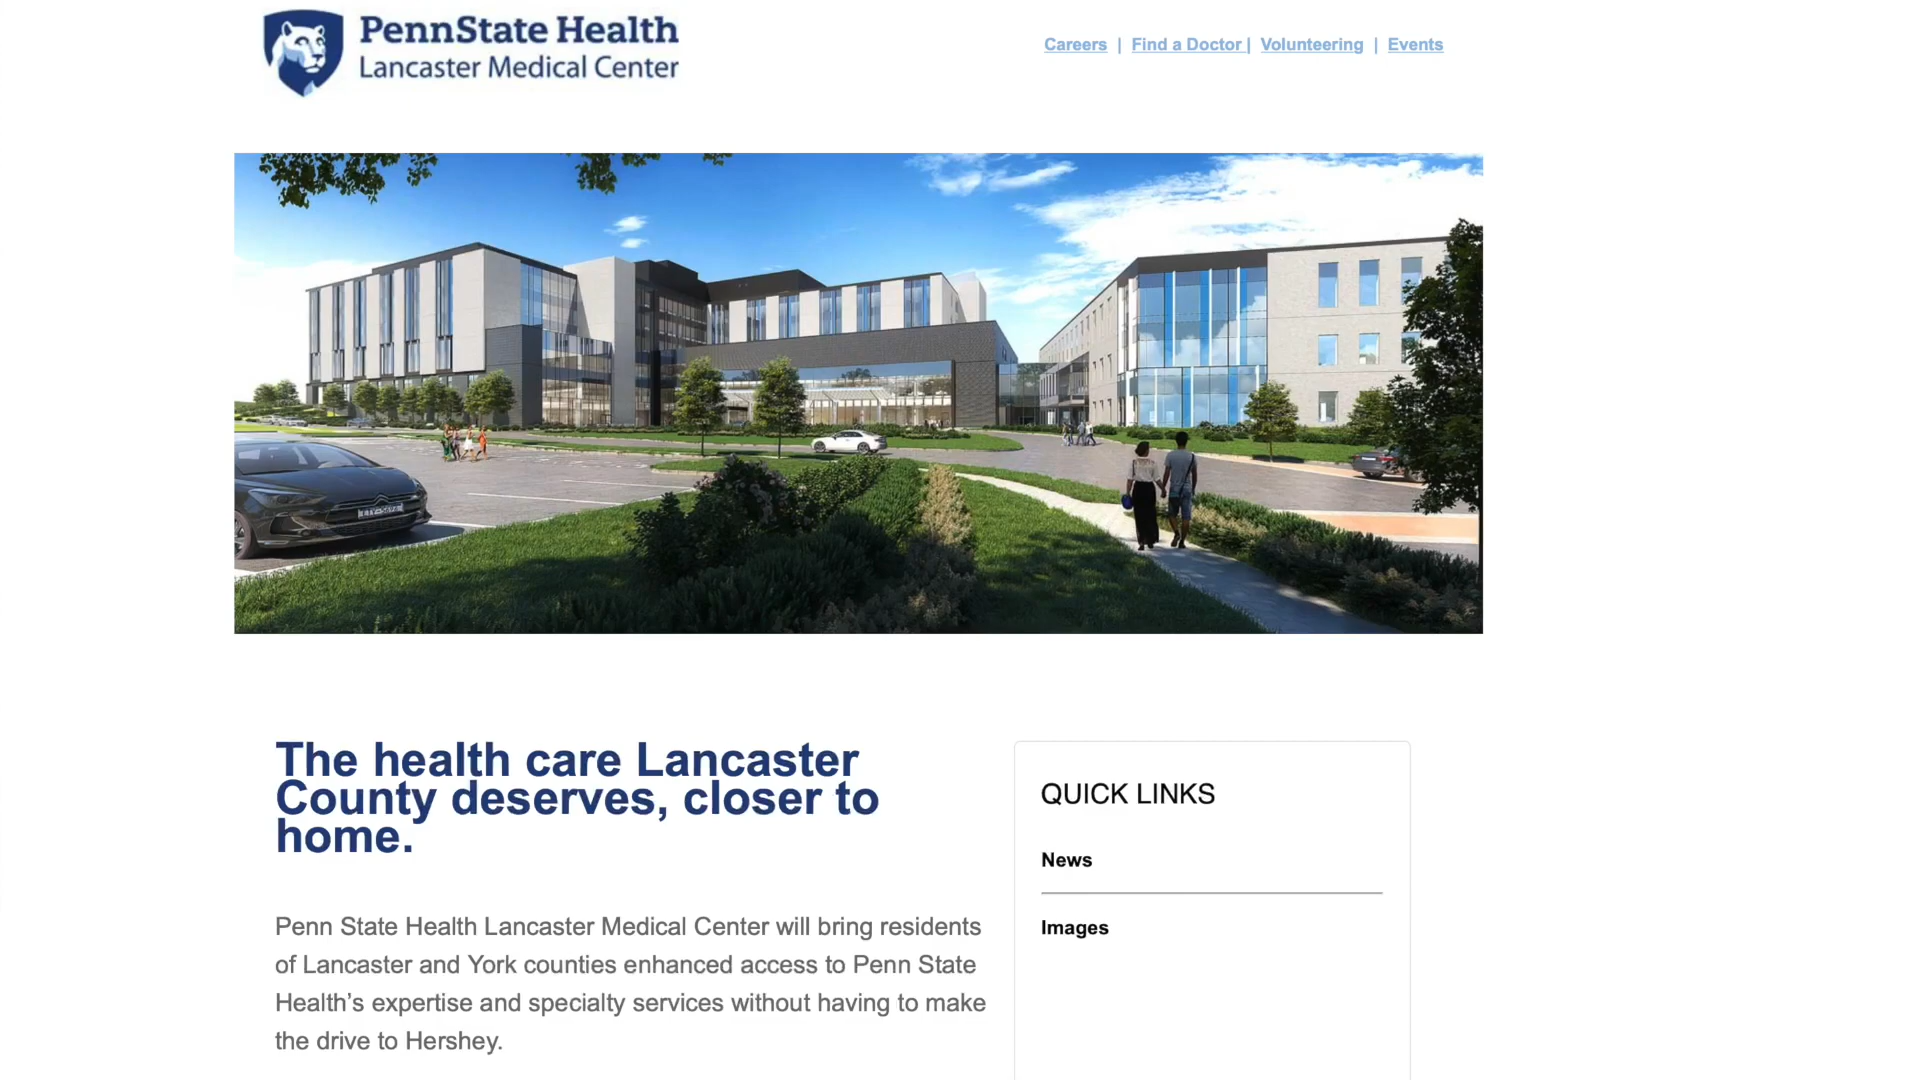 PennState Health
Lancaster Medical Center
Careers | Find a Doctor | Volunteering | Events
The health care Lancaster
County deserves, closer to
home.
Penn State Health Lancaster Medical Center will bring residents
of Lancaster and York counties enhanced access to Penn State
Health’s expertise and specialty services without having to make
the drive to Hershey.
QUICK LINKS
News
Images